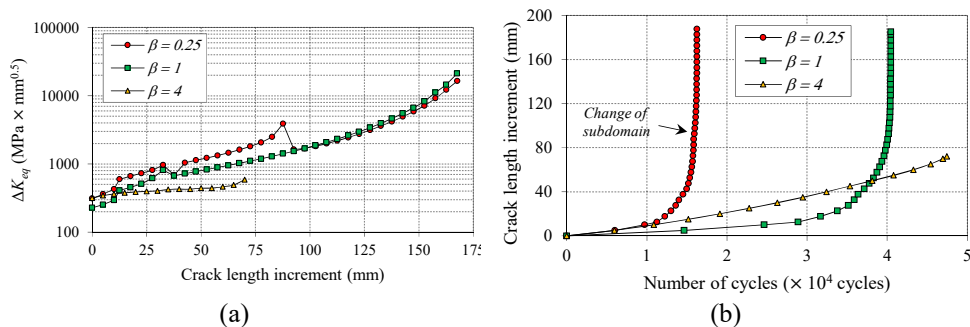 (a)
100000
10000
1000
100
ΔK_eq (MPa × mm^0.5)
β = 0.25
β = 1
β = 4
0 25 50 75 100 125 150 175
Crack length increment (mm)
(a)
(b)
200
160
120
80
40
0
Crack length increment (mm)
β = 0.25
β = 1
β = 4
Change of
subdomain
0 1 2 3 4 5
Number of cycles (× 10^4 cycles)
(b)